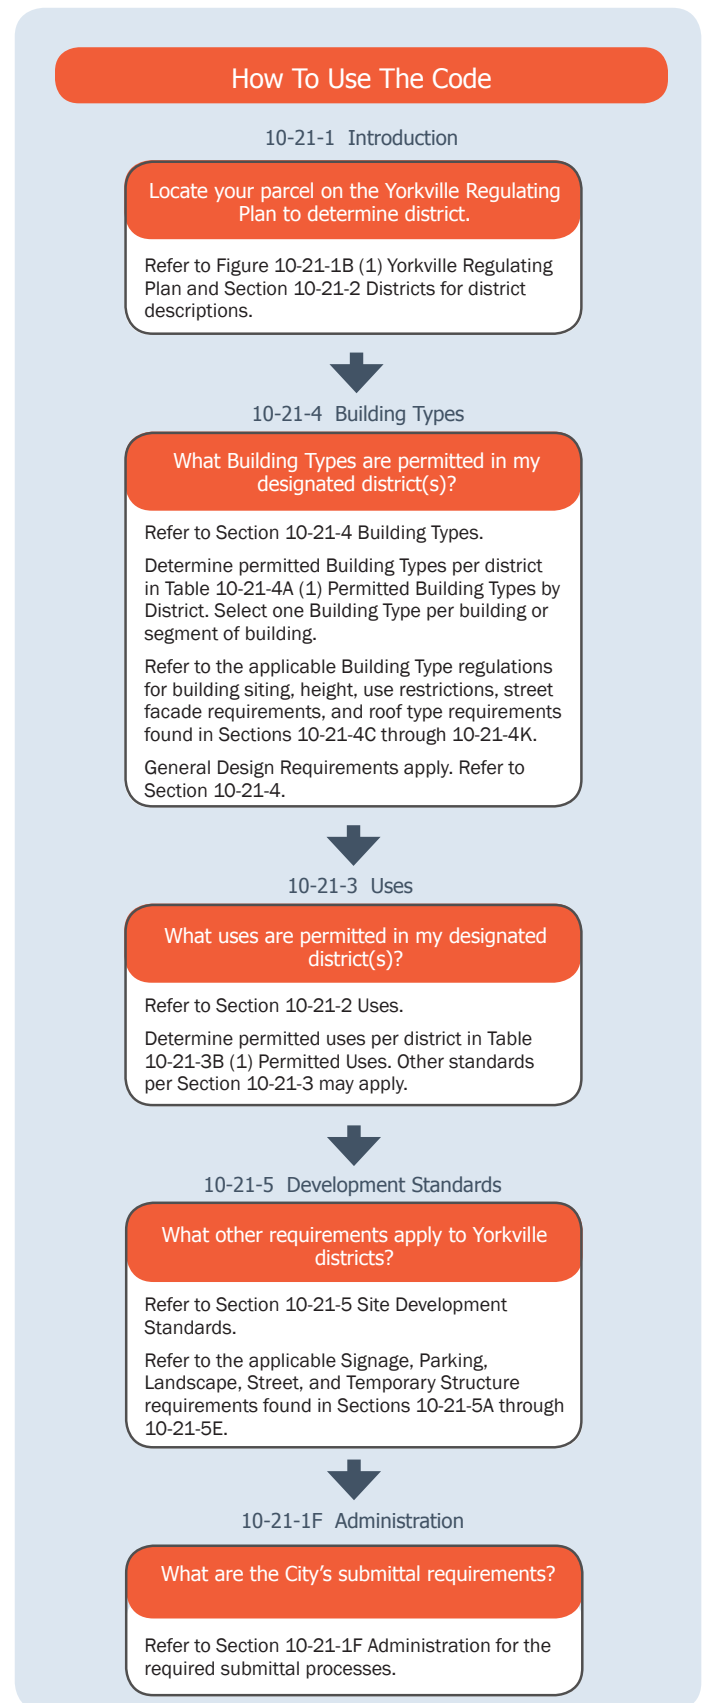 How To Use The Code
10-21-1 Introduction
Locate your parcel on the Yorkville Regulating
Plan to determine district.
Refer to Figure 10-21-1B (1) Yorkville Regulating
Plan and Section 10-21-2 Districts for district
descriptions.
10-21-4 Building Types
What Building Types are permitted in my
designated district(s)?
Refer to Section 10-21-4 Building Types.
Determine permitted Building Types per district
in Table 10-21-4A (1) Permitted Building Types by
District. Select one Building Type per building or
segment of building.
Refer to the applicable Building Type regulations
for building siting, height, use restrictions, street
facade requirements, and roof type requirements
found in Sections 10-21-4C through 10-21-4K.
General Design Requirements apply. Refer to
Section 10-21-4.
10-21-3 Uses
What uses are permitted in my designated
district(s)?
Refer to Section 10-21-2 Uses.
Determine permitted uses per district in Table
10-21-3B (1) Permitted Uses. Other standards
per Section 10-21-3 may apply.
10-21-5 Development Standards
What other requirements apply to Yorkville
districts?
Refer to Section 10-21-5 Site Development
Standards.
Refer to the applicable Signage, Parking,
Landscape, Street, and Temporary Structure
requirements found in Sections 10-21-5A through
10-21-5E.
10-21-1F Administration
What are the City's submittal requirements?
Refer to Section 10-21-1F Administration for the
required submittal processes.